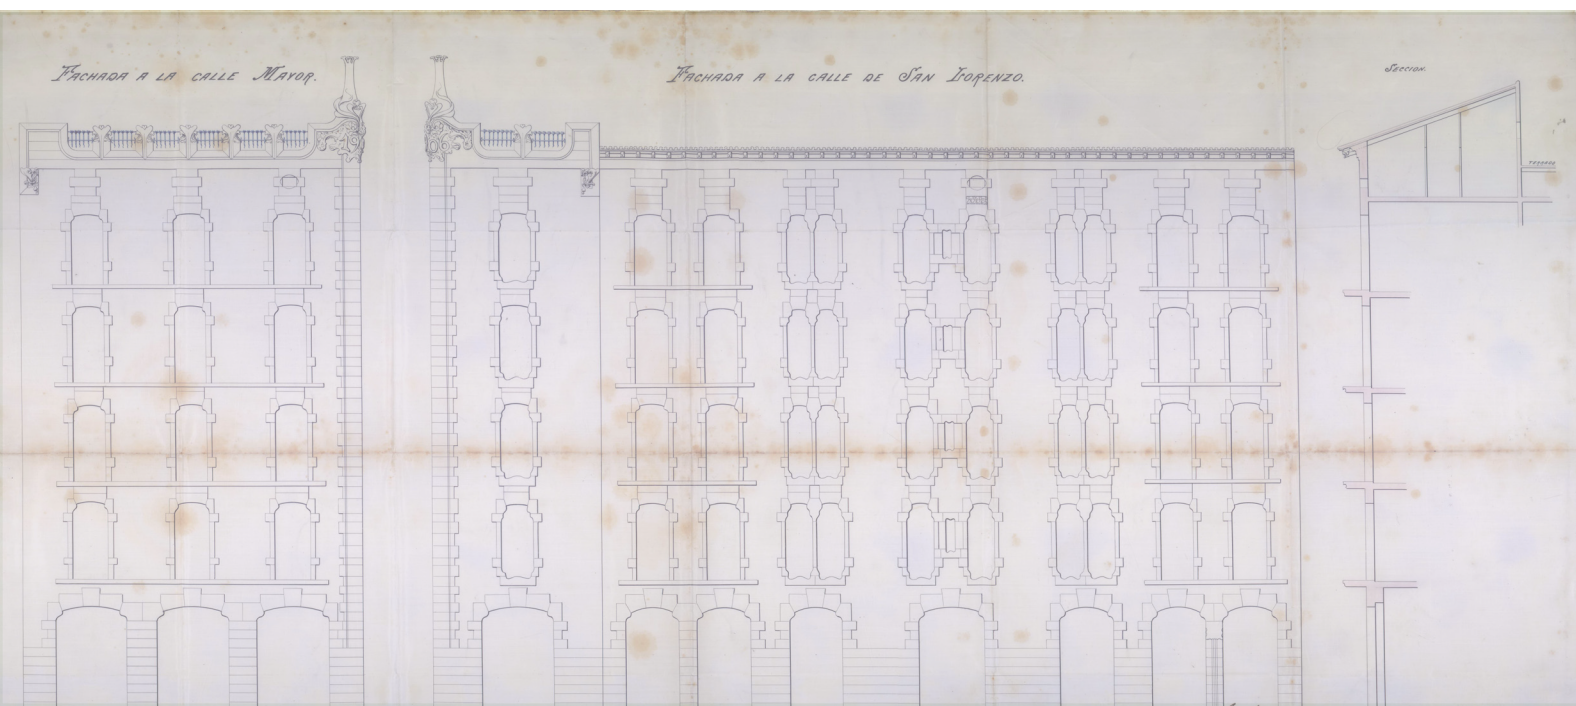 FACHADA A LA CALLE MAYOR.
FACHADA A LA CALLE DE SAN LORENZO.
SECCION.